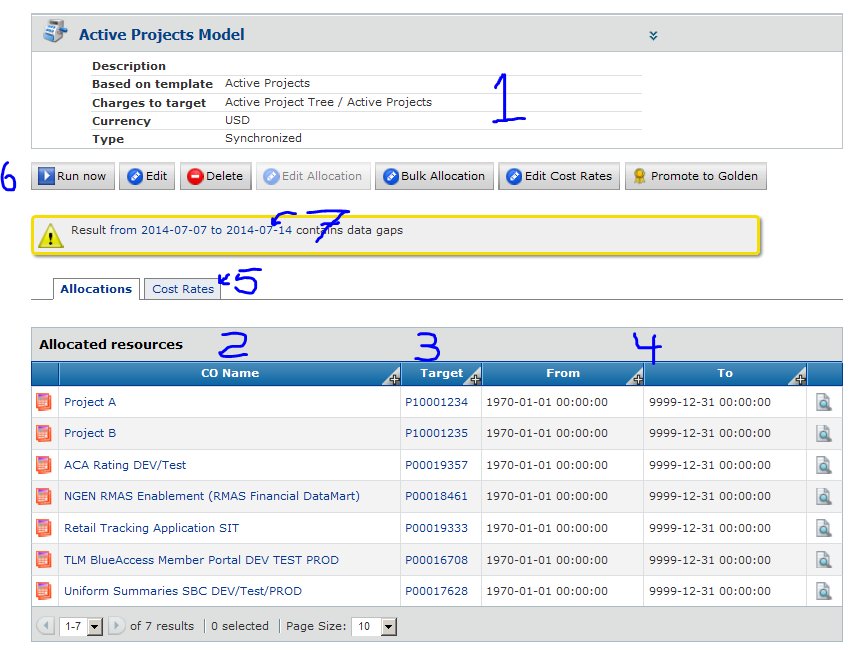 Active Projects Model
Description
Based on template Active Projects
Charges to target Active Project Tree / Active Projects
1
Currency USD
Type Synchronized
6 Run now Edit Delete Edit Allocation Bulk Allocation Edit Cost Rates Promote to Golden
Result from 2014-07-07 to 2014-07-14 contains data gaps
7
Allocations Cost Rates 5
Allocated resources 2 3 4
CO Name Target From To
Project A P10001234 1970-01-01 00:00:00 9999-12-31 00:00:00
Project B P10001235 1970-01-01 00:00:00 9999-12-31 00:00:00
ACA Rating DEV/Test P00019357 1970-01-01 00:00:00 9999-12-31 00:00:00
NGEN RMAS Enablement (RMAS Financial DataMart) P00018461 1970-01-01 00:00:00 9999-12-31 00:00:00
Retail Tracking Application SIT P00019333 1970-01-01 00:00:00 9999-12-31 00:00:00
TLM BlueAccess Member Portal DEV TEST PROD P00016708 1970-01-01 00:00:00 9999-12-31 00:00:00
Uniform Summaries SBC DEV/Test/PROD P00017628 1970-01-01 00:00:00 9999-12-31 00:00:00
1-7 of 7 results 0 selected Page Size: 10